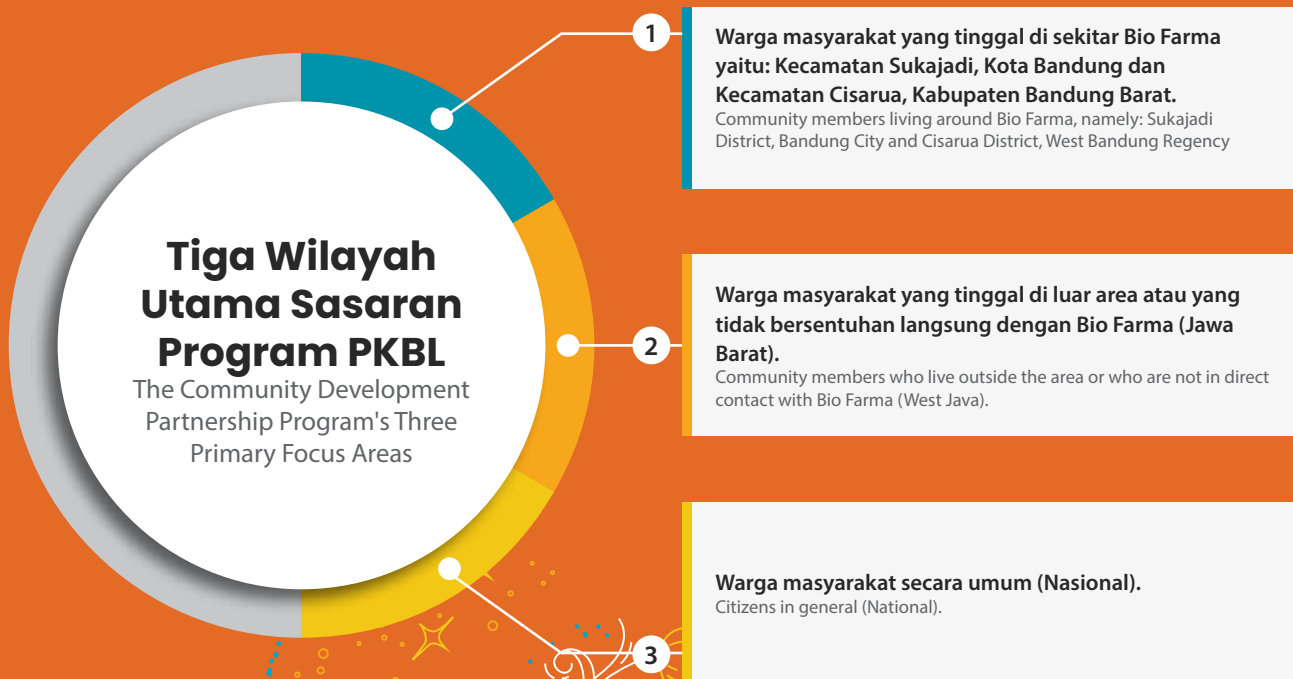 Tiga Wilayah
Utama Sasaran
Program PKBL
The Community Development
Partnership Program's Three
Primary Focus Areas
1
Warga masyarakat yang tinggal di sekitar Bio Farma
yaitu: Kecamatan Sukajadi, Kota Bandung dan
Kecamatan Cisarua, Kabupaten Bandung Barat.
Community members living around Bio Farma, namely: Sukajadi
District, Bandung City and Cisarua District, West Bandung Regency
2
Warga masyarakat yang tinggal di luar area atau yang
tidak bersentuhan langsung dengan Bio Farma (Jawa
Barat).
Community members who live outside the area or who are not in direct
contact with Bio Farma (West Java).
3
Warga masyarakat secara umum (Nasional).
Citizens in general (National).